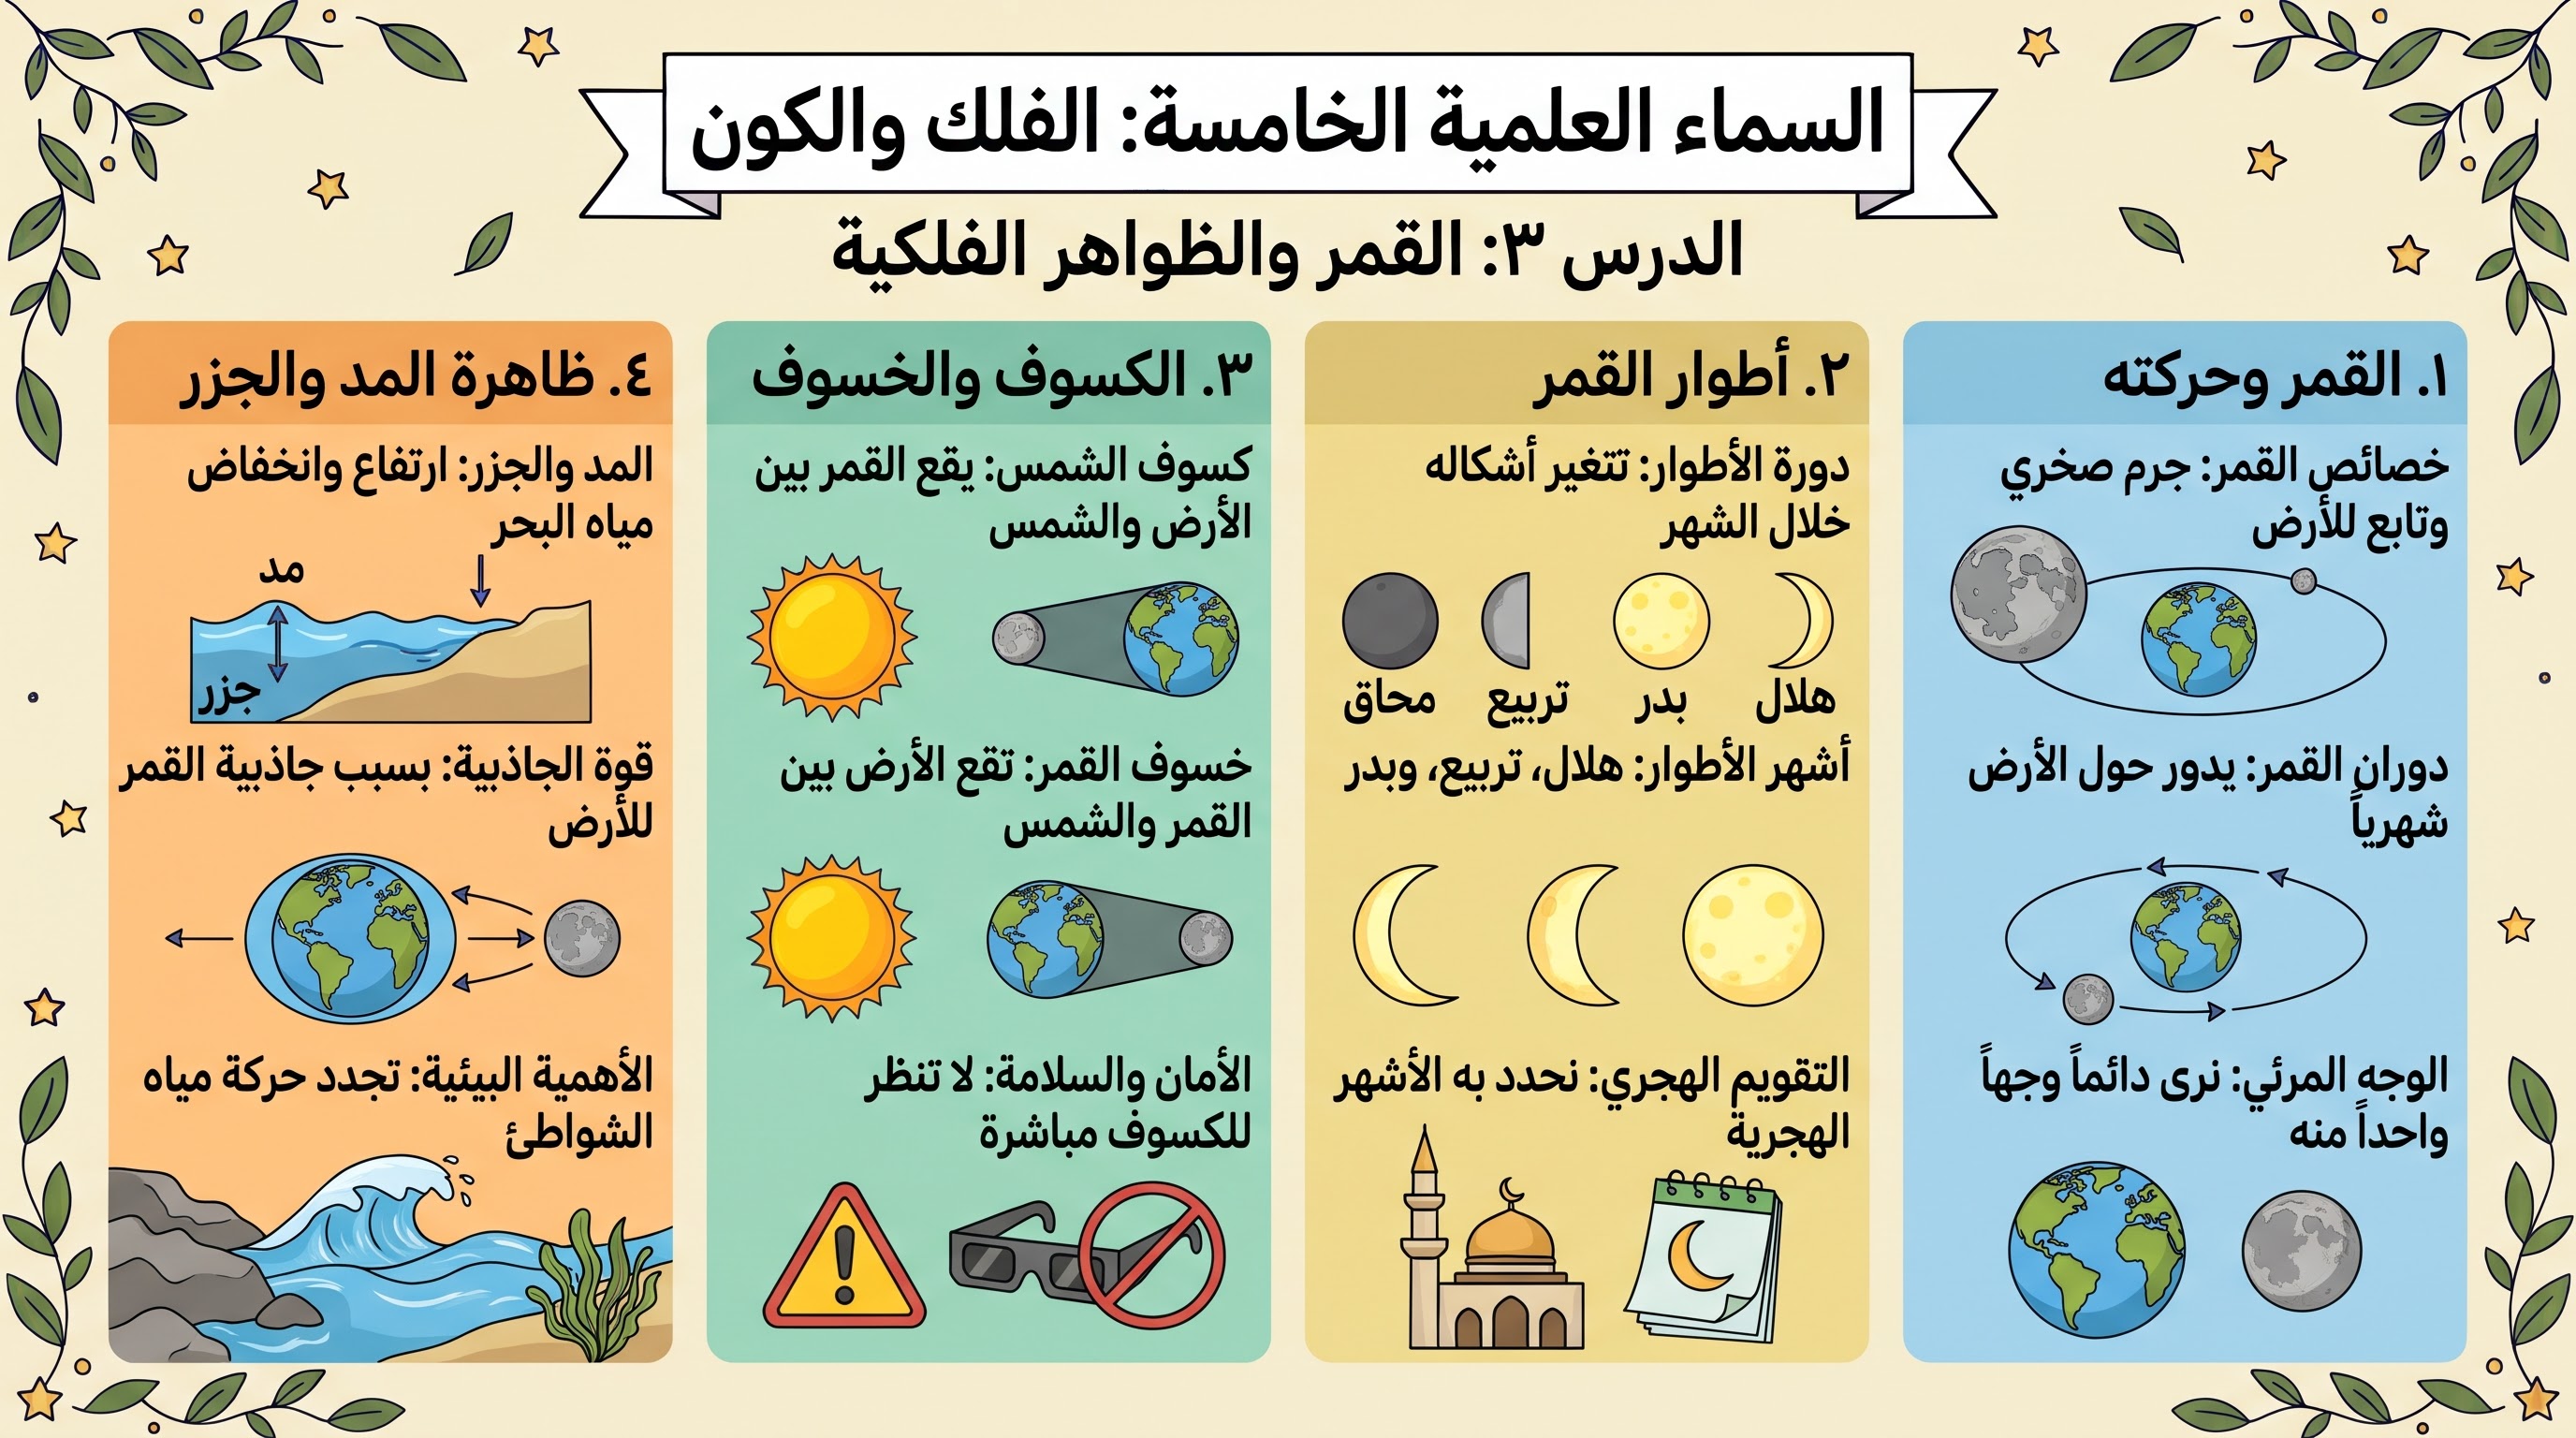 السماء العلمية الخامسة: الفلك والكون
الدرس ٣: القمر والظواهر الفلكية
١. القمر وحركته
خصائص القمر: جرم صخري
وتابع للأرض
دوران القمر: يدور حول الأرض
شهرياً
الوجه المرئي: نرى دائماً وجهاً
واحداً منه
٢. أطوار القمر
دورة الأطوار: تتغير أشكاله
خلال الشهر
هلال بدر تربيع محاق
أشهر الأطوار: هلال، تربيع، وبدر
التقويم الهجري: نحدد به الأشهر
الهجرية
٣. الكسوف والخسوف
كسوف الشمس: يقع القمر بين
الأرض والشمس
خسوف القمر: تقع الأرض بين
القمر والشمس
الأمان والسلامة: لا تنظر
للكسوف مباشرة
٤. ظاهرة المد والجزر
المد والجزر: ارتفاع وانخفاض
مياه البحر
مد
جزر
قوة الجاذبية: بسبب جاذبية القمر
للأرض
الأهمية البيئية: تجدد حركة مياه
الشواطئ